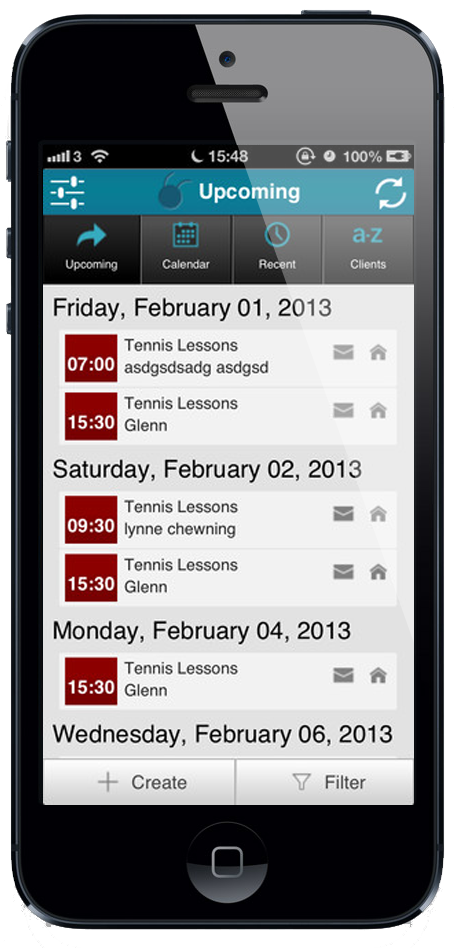 3 15:48 100%
Upcoming
Upcoming Calendar Recent a-z Clients
Friday, February 01, 2013
07:00 Tennis Lessons
asdgsdsadg asdgsd
15:30 Tennis Lessons
Glenn
Saturday, February 02, 2013
09:30 Tennis Lessons
lynne chewning
15:30 Tennis Lessons
Glenn
Monday, February 04, 2013
15:30 Tennis Lessons
Glenn
Wednesday, February 06, 2013
Create Filter